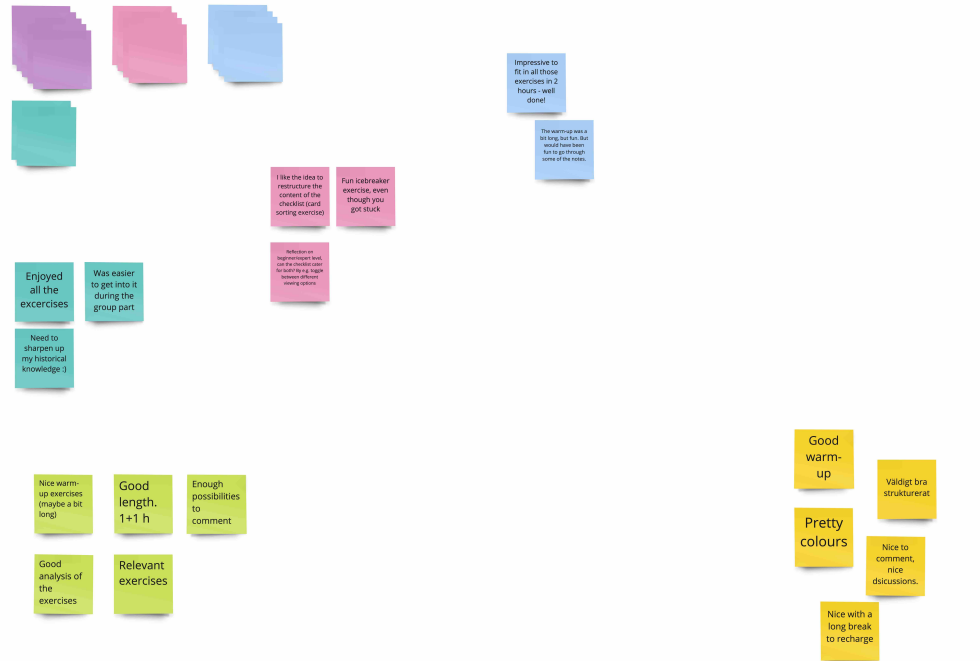 Impressive to
fit in all those
exercises in 2
hours - well
done!
The warm-up was a
bit long, but fun. But
would have been
fun to go through
some of the notes.
I like the idea to
restructure the
content of the
checklist (card
sorting exercise)
Fun icebreaker
exercise, even
though you
got stuck
Reflection on
beginner/expert level,
can the checklist cater
for both? By e.g. toggle
between different
viewing options.
Enjoyed
all the
excercises
Was easier
to get into it
during the
group part
Need to
sharpen up
my historical
knowledge :)
Nice warm-
up exercises
(maybe a bit
long)
Good
length.
1+1 h
Enough
possibilities
to
comment
Good
analysis of
the
exercises
Relevant
exercises
Good
warm-
up
Väldigt bra
strukturerat
Pretty
colours
Nice to
comment,
nice
dsicussions.
Nice with a
long break
to recharge